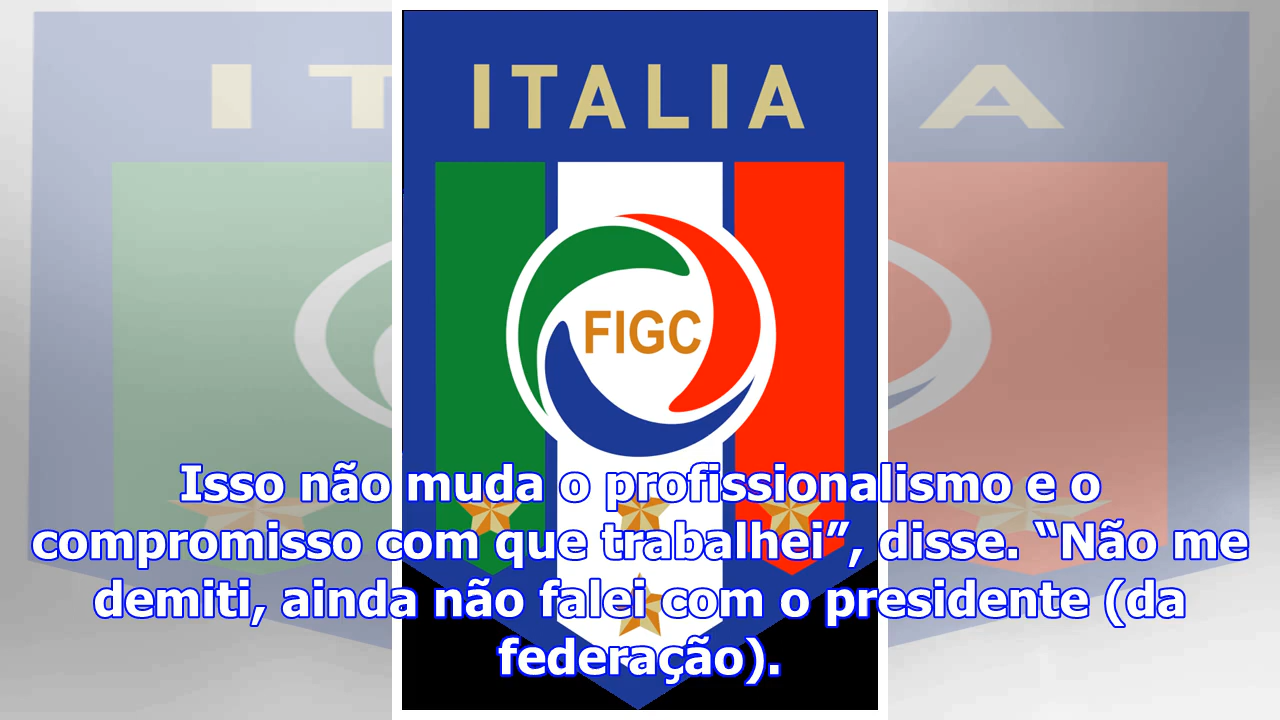 ITALIA
FIGC
Isso não muda o profissionalismo e o
compromisso com que trabalhei”, disse. “Não me
demiti, ainda não falei com o presidente (da
federação).